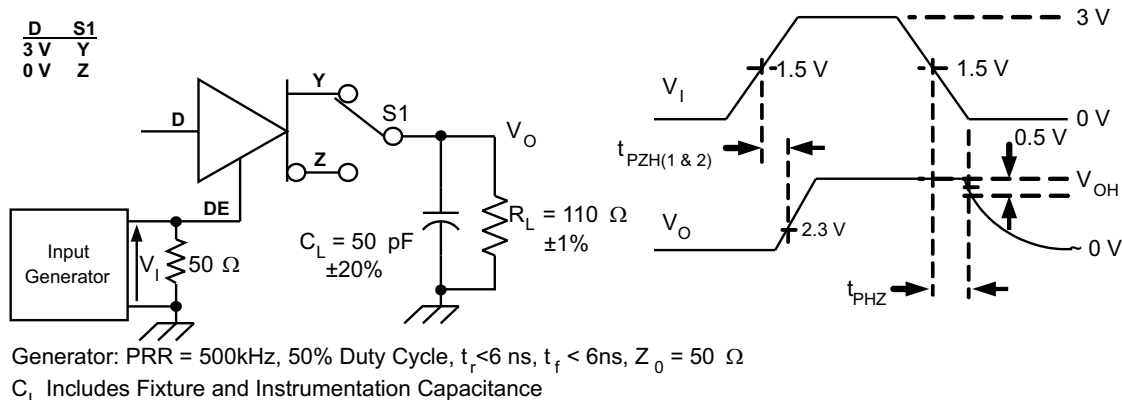 D S1
3 V Y
0 V Z
D
Y
Z
S1
DE
Input
Generator
V_I
50 Ω
C_L = 50 pF
±20%
V_O
R_L = 110 Ω
±1%
3 V
V_I
1.5 V
1.5 V
0 V
0.5 V
t_PZH(1 & 2)
V_OH
V_O
2.3 V
~ 0 V
t_PHZ
Generator: PRR = 500kHz, 50% Duty Cycle, t_r<6 ns, t_f < 6ns, Z_0 = 50 Ω
C_L Includes Fixture and Instrumentation Capacitance